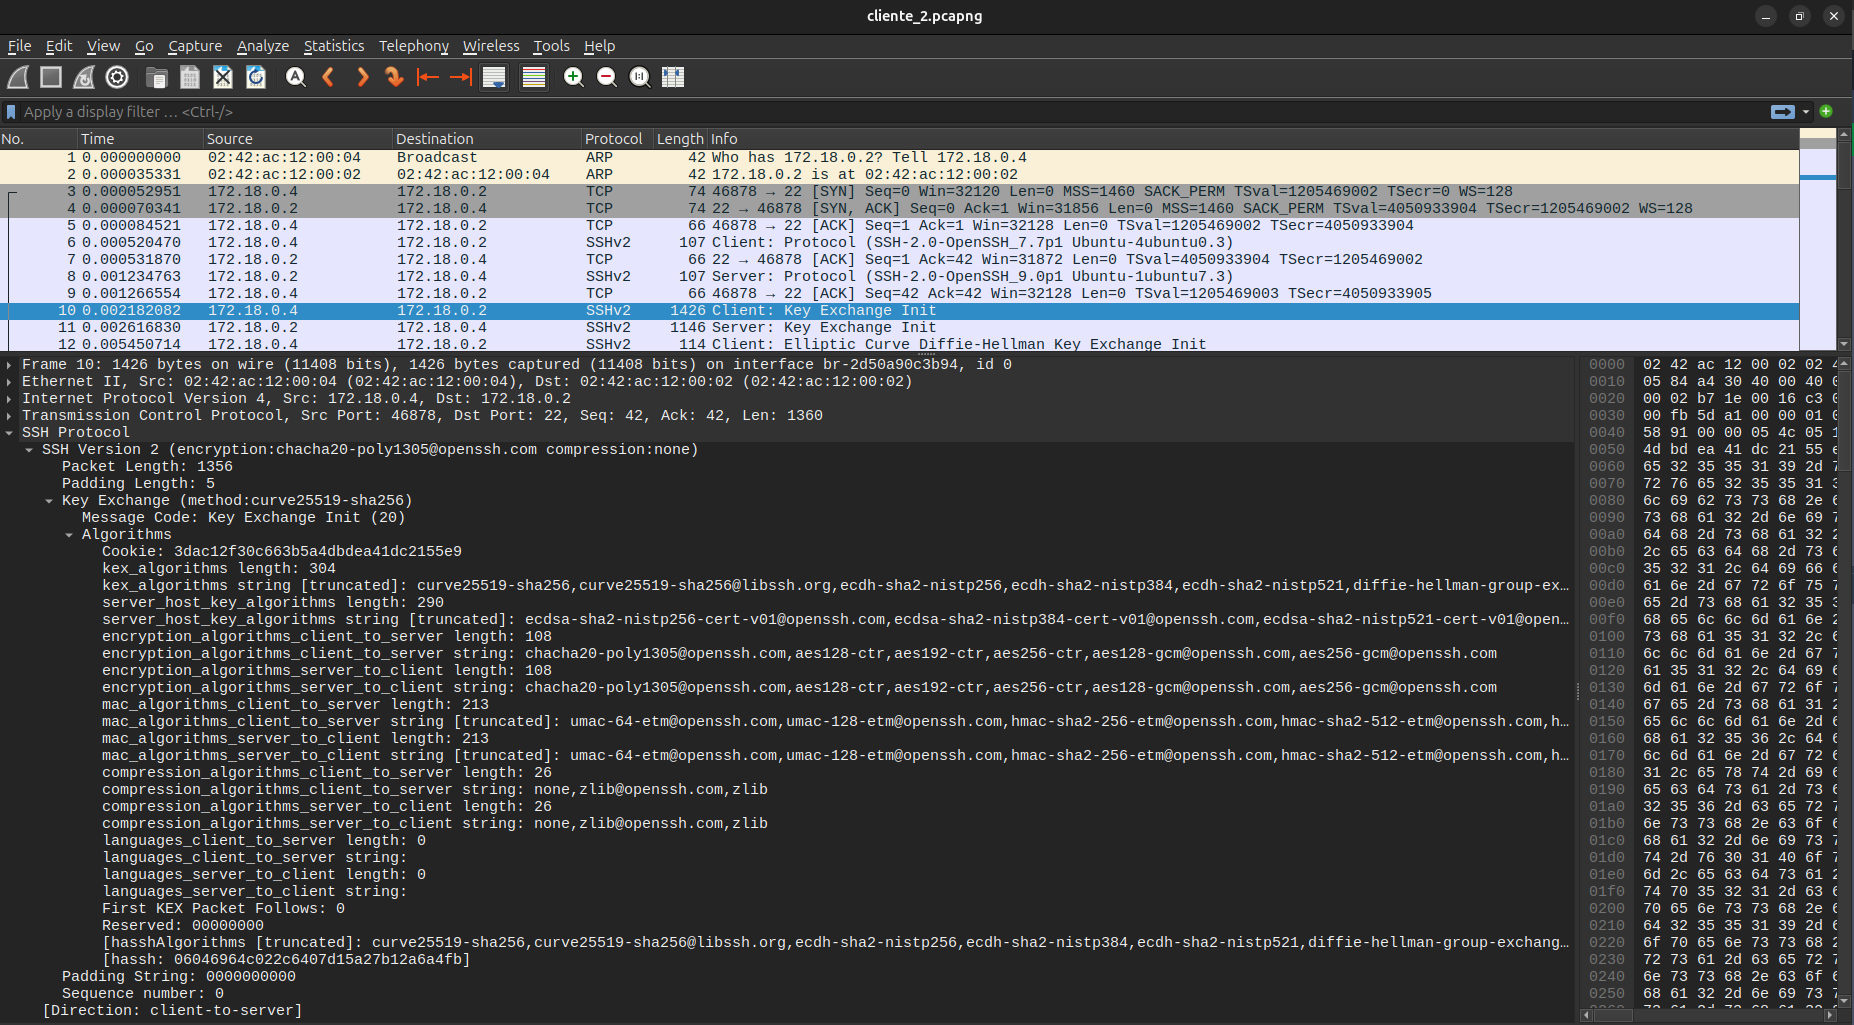 cliente_2.pcapng
File Edit View Go Capture Analyze Statistics Telephony Wireless Tools Help
Apply a display filter … <Ctrl-/>
No. Time Source Destination Protocol Length Info
1 0.000000000 02:42:ac:12:00:04 Broadcast ARP 42 Who has 172.18.0.2? Tell 172.18.0.4
2 0.000035331 02:42:ac:12:00:02 02:42:ac:12:00:04 ARP 42 172.18.0.2 is at 02:42:ac:12:00:02
3 0.000052951 172.18.0.4 172.18.0.2 TCP 74 46878 → 22 [SYN] Seq=0 Win=32120 Len=0 MSS=1460 SACK_PERM TSval=1205469002 TSecr=0 WS=128
4 0.000070341 172.18.0.2 172.18.0.4 TCP 74 22 → 46878 [SYN, ACK] Seq=0 Ack=1 Win=31856 Len=0 MSS=1460 SACK_PERM TSval=4050933904 TSecr=1205469002 WS=128
5 0.000084521 172.18.0.4 172.18.0.2 TCP 66 46878 → 22 [ACK] Seq=1 Ack=1 Win=32128 Len=0 TSval=1205469002 TSecr=4050933904
6 0.000520470 172.18.0.4 172.18.0.2 SSHv2 107 Client: Protocol (SSH-2.0-OpenSSH_7.7p1 Ubuntu-4ubuntu0.3)
7 0.000531870 172.18.0.2 172.18.0.4 TCP 66 22 → 46878 [ACK] Seq=1 Ack=42 Win=31872 Len=0 TSval=4050933904 TSecr=1205469002
8 0.001234763 172.18.0.2 172.18.0.4 SSHv2 107 Server: Protocol (SSH-2.0-OpenSSH_9.0p1 Ubuntu-1ubuntu7.3)
9 0.001266554 172.18.0.4 172.18.0.2 TCP 66 46878 → 22 [ACK] Seq=42 Ack=42 Win=32128 Len=0 TSval=1205469003 TSecr=4050933905
10 0.002182082 172.18.0.4 172.18.0.2 SSHv2 1426 Client: Key Exchange Init
11 0.002616830 172.18.0.2 172.18.0.4 SSHv2 1146 Server: Key Exchange Init
12 0.005450714 172.18.0.4 172.18.0.2 SSHv2 114 Client: Elliptic Curve Diffie-Hellman Key Exchange Init
Frame 10: 1426 bytes on wire (11408 bits), 1426 bytes captured (11408 bits) on interface br-2d50a90c3b94, id 0
Ethernet II, Src: 02:42:ac:12:00:04 (02:42:ac:12:00:04), Dst: 02:42:ac:12:00:02 (02:42:ac:12:00:02)
Internet Protocol Version 4, Src: 172.18.0.4, Dst: 172.18.0.2
Transmission Control Protocol, Src Port: 46878, Dst Port: 22, Seq: 42, Ack: 42, Len: 1360
SSH Protocol
SSH Version 2 (encryption:chacha20-poly1305@openssh.com compression:none)
Packet Length: 1356
Padding Length: 5
Key Exchange (method:curve25519-sha256)
Message Code: Key Exchange Init (20)
Algorithms
Cookie: 3dac12f30c663b5a4dbdea41dc2155e9
kex_algorithms length: 304
kex_algorithms string [truncated]: curve25519-sha256,curve25519-sha256@libssh.org,ecdh-sha2-nistp256,ecdh-sha2-nistp384,ecdh-sha2-nistp521,diffie-hellman-group-ex…
server_host_key_algorithms length: 290
server_host_key_algorithms string [truncated]: ecdsa-sha2-nistp256-cert-v01@openssh.com,ecdsa-sha2-nistp384-cert-v01@openssh.com,ecdsa-sha2-nistp521-cert-v01@open…
encryption_algorithms_client_to_server length: 108
encryption_algorithms_client_to_server string: chacha20-poly1305@openssh.com,aes128-ctr,aes192-ctr,aes256-ctr,aes128-gcm@openssh.com,aes256-gcm@openssh.com
encryption_algorithms_server_to_client length: 108
encryption_algorithms_server_to_client string: chacha20-poly1305@openssh.com,aes128-ctr,aes192-ctr,aes256-ctr,aes128-gcm@openssh.com,aes256-gcm@openssh.com
mac_algorithms_client_to_server length: 213
mac_algorithms_client_to_server string [truncated]: umac-64-etm@openssh.com,umac-128-etm@openssh.com,hmac-sha2-256-etm@openssh.com,hmac-sha2-512-etm@openssh.com,h…
mac_algorithms_server_to_client length: 213
mac_algorithms_server_to_client string [truncated]: umac-64-etm@openssh.com,umac-128-etm@openssh.com,hmac-sha2-256-etm@openssh.com,hmac-sha2-512-etm@openssh.com,h…
compression_algorithms_client_to_server length: 26
compression_algorithms_client_to_server string: none,zlib@openssh.com,zlib
compression_algorithms_server_to_client length: 26
compression_algorithms_server_to_client string: none,zlib@openssh.com,zlib
languages_client_to_server length: 0
languages_client_to_server string:
languages_server_to_client length: 0
languages_server_to_client string:
First KEX Packet Follows: 0
Reserved: 00000000
[hasshAlgorithms [truncated]: curve25519-sha256,curve25519-sha256@libssh.org,ecdh-sha2-nistp256,ecdh-sha2-nistp384,ecdh-sha2-nistp521,diffie-hellman-group-exchang…
[hassh: 06046964c022c6407d15a27b12a6a4fb]
Padding String: 0000000000
Sequence number: 0
[Direction: client-to-server]
0000 02 42 ac 12 00 02 02
0010 05 84 a4 30 40 00 40
0020 00 02 b7 1e 00 16 c3
0030 00 fb 5d a1 00 00 01
0040 58 91 00 00 05 4c 05
0050 4d bd ea 41 dc 21 55
0060 65 32 35 35 31 39 2d
0070 72 76 65 32 35 35 31
0080 6c 69 62 73 73 68 2e
0090 73 68 61 32 2d 6e 69
00a0 64 68 2d 73 68 61 32
00b0 2c 65 63 64 68 2d 73
00c0 35 32 31 2c 64 69 66
00d0 61 6e 2d 67 72 6f 75
00e0 65 2d 73 68 61 32 35
00f0 68 65 6c 6c 6d 61 6e
0100 73 68 61 35 31 32 2c
0110 6c 6c 6d 61 6e 2d 67
0120 61 35 31 32 2c 64 69
0130 6d 61 6e 2d 67 72 6f
0140 67 65 2d 73 68 61 31
0150 65 6c 6c 6d 61 6e 2d
0160 68 61 32 35 36 2c 64
0170 6c 6d 61 6e 2d 67 72
0180 31 2c 65 78 74 2d 69
0190 65 63 64 73 61 2d 73
01a0 32 35 36 2d 63 65 72
01b0 6e 73 73 68 2e 63 6f
01c0 68 61 32 2d 6e 69 73
01d0 74 2d 76 30 31 40 6f
01e0 6d 2c 65 63 64 73 61
01f0 74 70 35 32 31 2d 63
0200 70 65 6e 73 73 68 2e
0210 64 32 35 35 31 39 2d
0220 6f 70 65 6e 73 73 68
0230 72 73 61 2d 63 65 72
0240 6e 73 73 68 2e 63 6f
0250 68 61 32 2d 6e 69 73